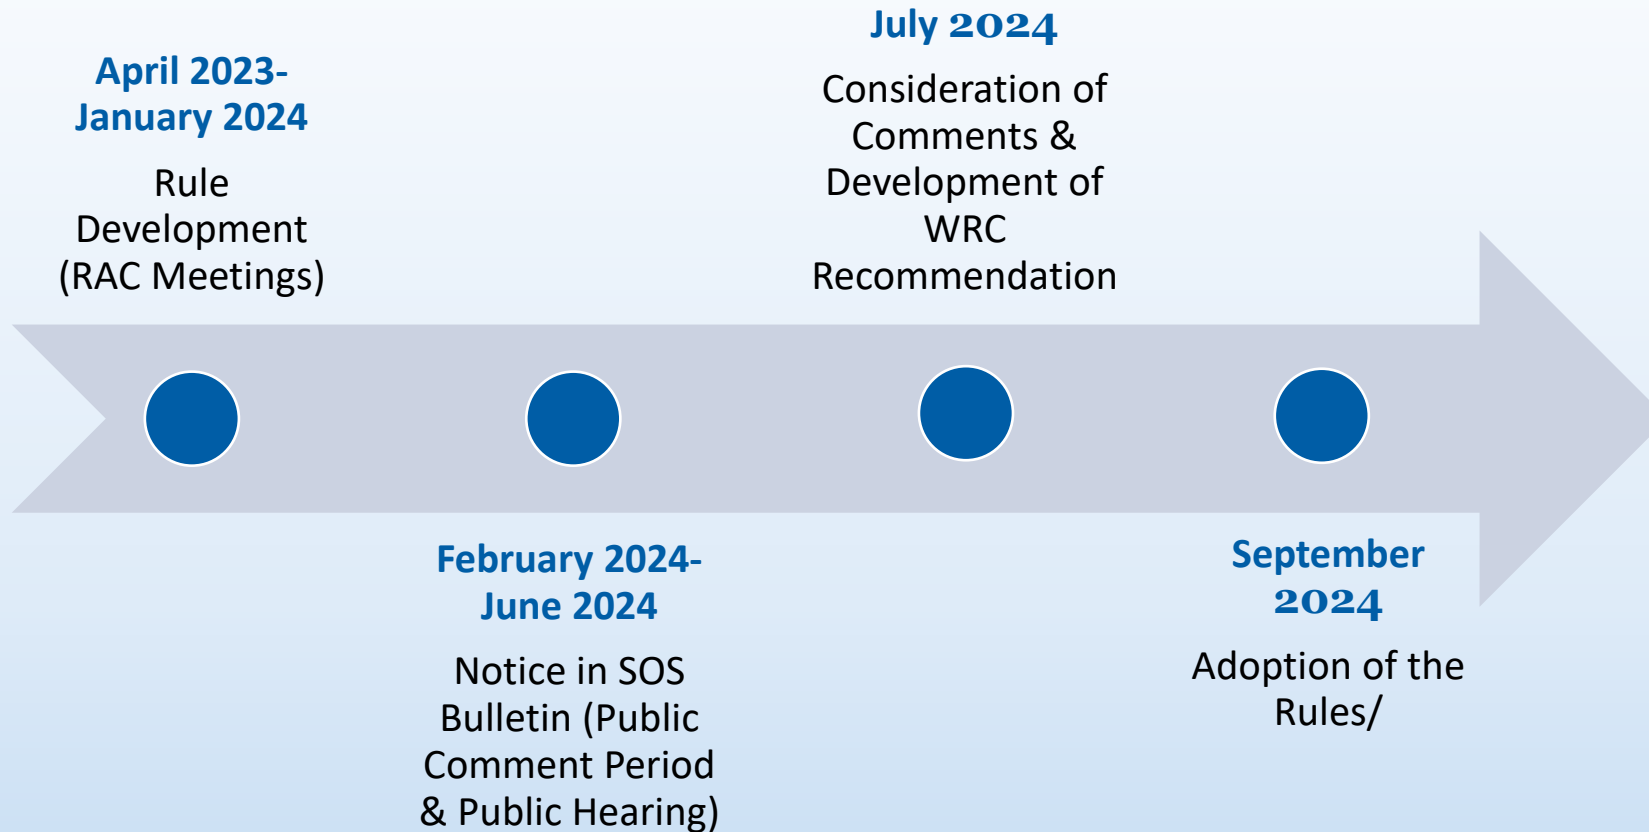 April 2023-
January 2024
Rule
Development
(RAC Meetings)
February 2024-
June 2024
Notice in SOS
Bulletin (Public
Comment Period
& Public Hearing)
July 2024
Consideration of
Comments &
Development of
WRC
Recommendation
September
2024
Adoption of the
Rules/